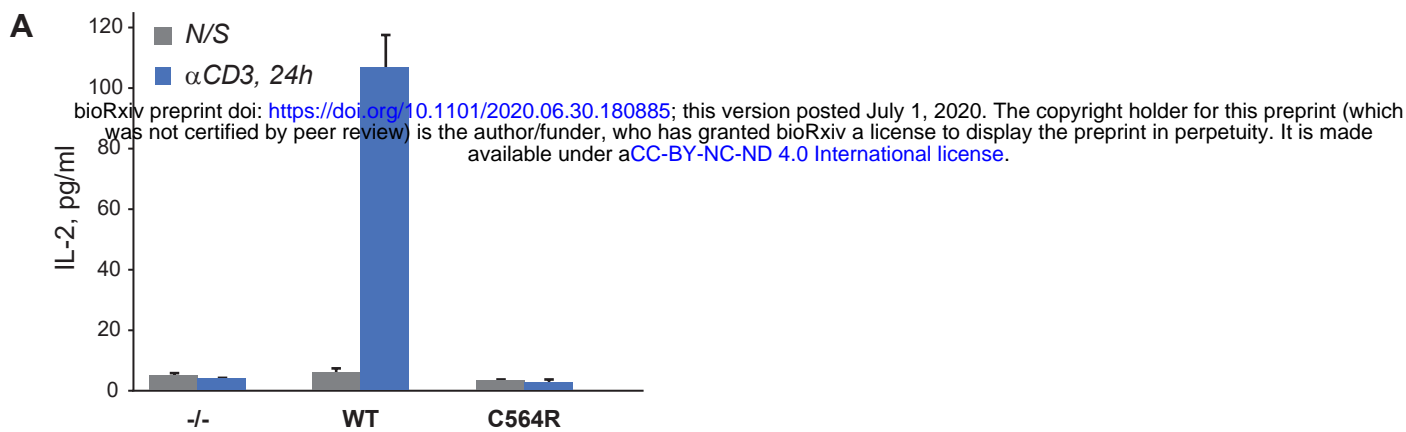 A
120
N/S
αCD3, 24h
100
bioRxiv preprint doi: https://doi.org/10.1101/2020.06.30.180885; this version posted July 1, 2020. The copyright holder for this preprint (which
was not certified by peer review) is the author/funder, who has granted bioRxiv a license to display the preprint in perpetuity. It is made
80
available under aCC-BY-NC-ND 4.0 International license.
60
IL-2, pg/ml
40
20
0
-/- WT C564R